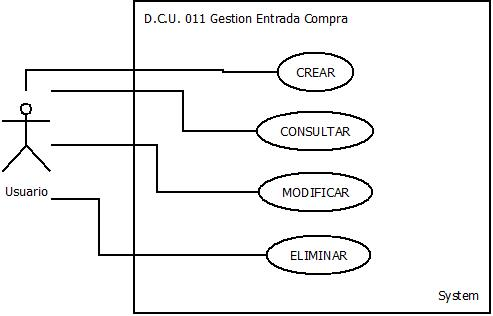 D.C.U. 011 Gestion Entrada Compra
CREAR
CONSULTAR
MODIFICAR
Usuario
ELIMINAR
System